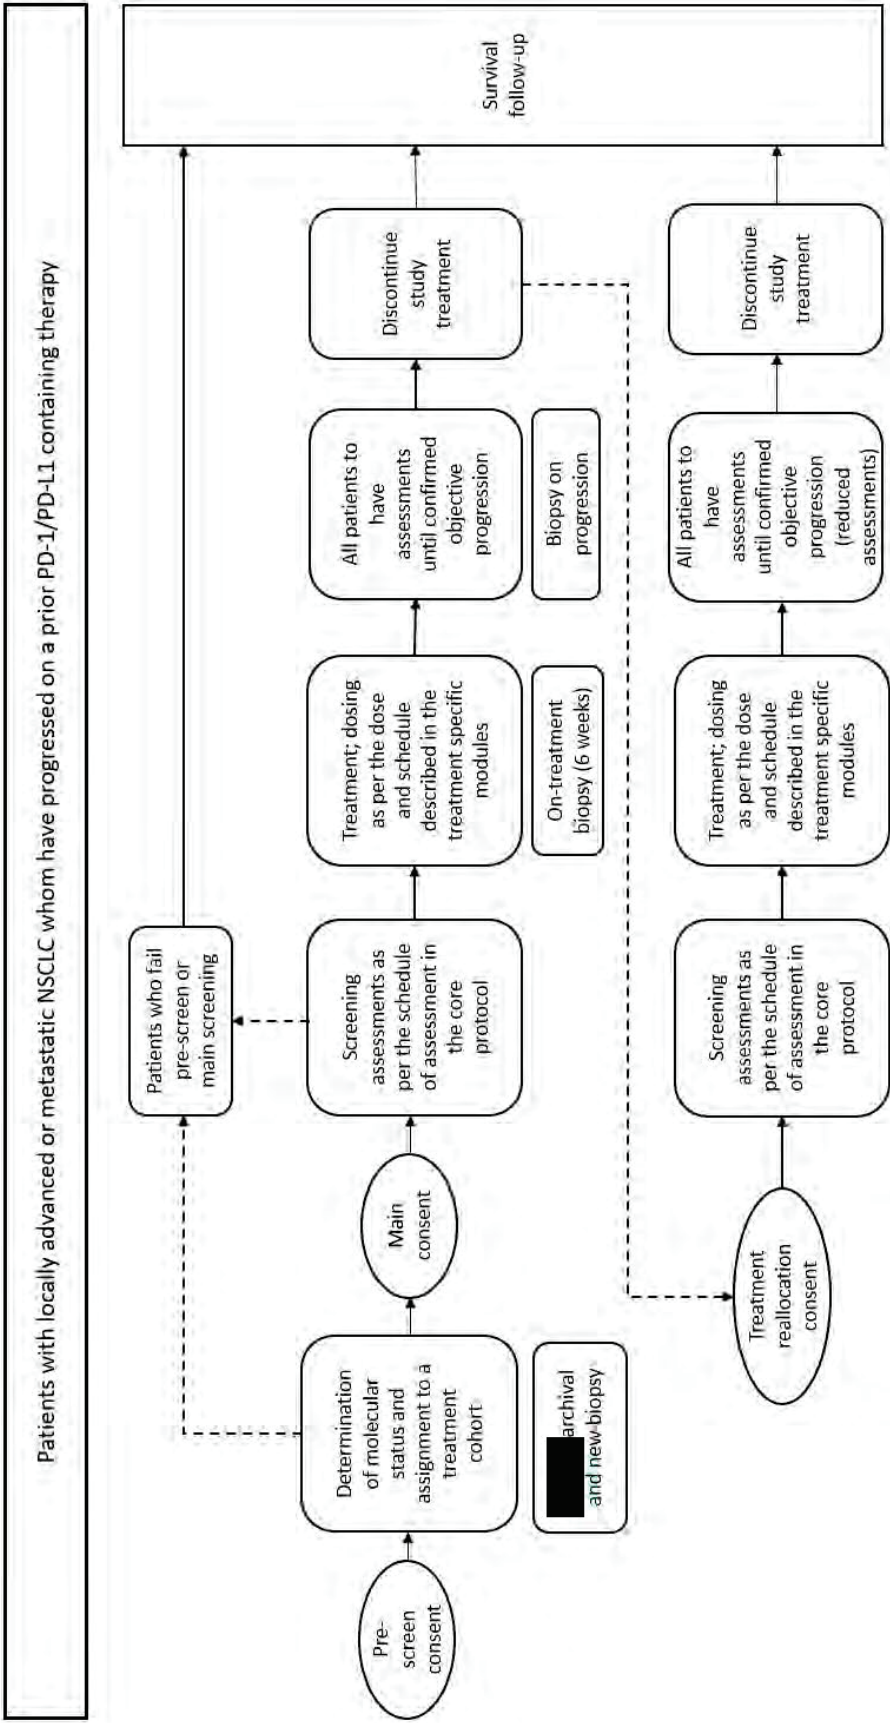 Patients with locally advanced or metastatic NSCLC whom have progressed on a prior PD-1/PD-L1 containing therapy
Pre-
screen
consent
Determination
of molecular
status and
assignment to a
treatment
cohort
archival
and new biopsy
Main
consent
Patients who fail
pre-screen or
main screening
Screening
assessments as
per the schedule
of assessment in
the core
protocol
Treatment; dosing
as per the dose
and schedule
described in the
treatment specific
modules
On-treatment
biopsy (6 weeks)
All patients to
have
assessments
until confirmed
objective
progression
Biopsy on
progression
Discontinue
study
treatment
Survival
follow-up
Treatment
reallocation
consent
Screening
assessments as
per the schedule
of assessment in
the core
protocol
Treatment; dosing
as per the dose
and schedule
described in the
treatment specific
modules
All patients to
have
assessments
until confirmed
objective
progression
(reduced
assessments)
Discontinue
study
treatment